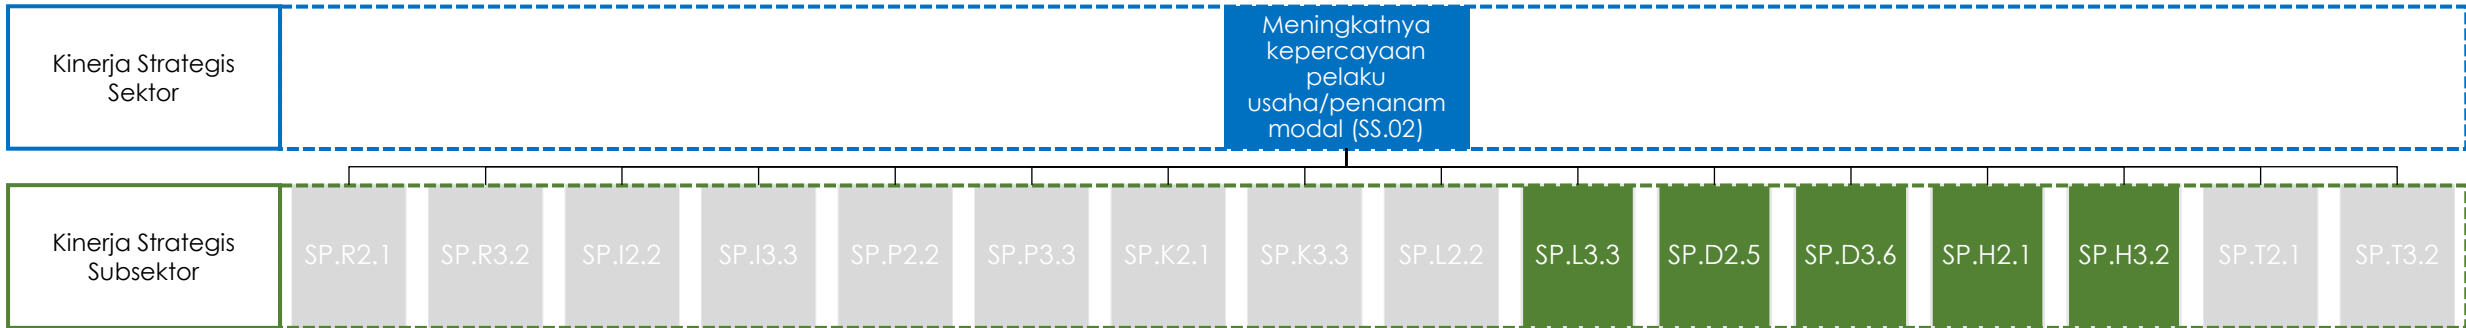 Kinerja Strategis
Sektor
Meningkatnya
kepercayaan
pelaku
usaha/penanam
modal (SS.02)
Kinerja Strategis
Subsektor
SP.R2.1
SP.R3.2
SP.I2.2
SP.I3.3
SP.P2.2
SP.P3.3
SP.K2.1
SP.K3.3
SP.L2.2
SP.L3.3
SP.D2.5
SP.D3.6
SP.H2.1
SP.H3.2
SP.T2.1
SP.T3.2